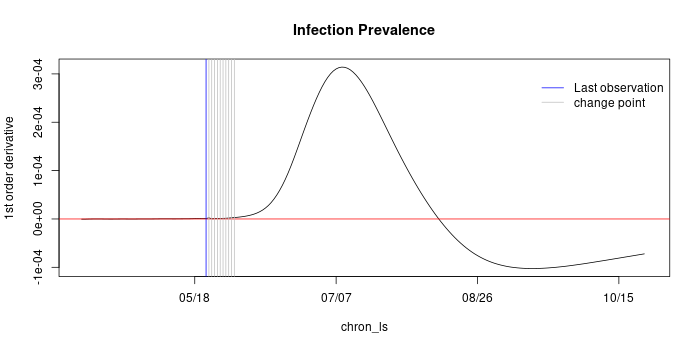 Infection Prevalence
1st order derivative
3e-04
2e-04
1e-04
0e+00
-1e-04
Last observation
change point
05/18
07/07
08/26
10/15
chron_ls